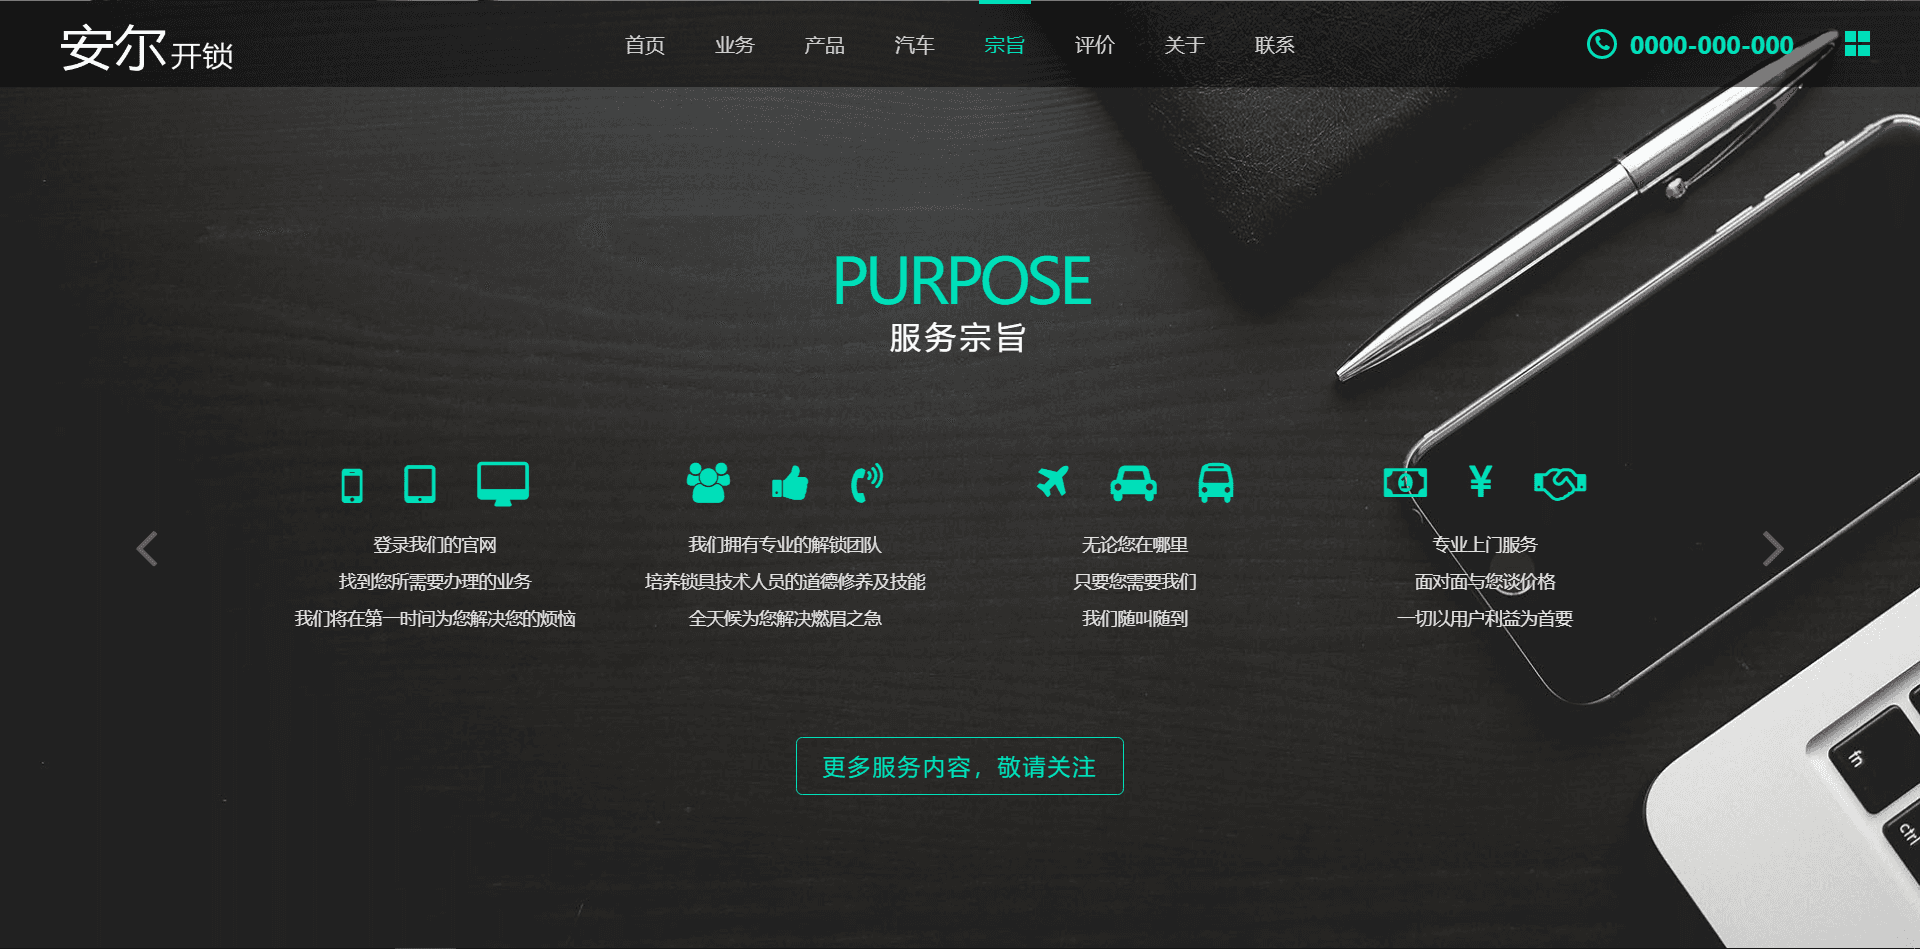 安尔开锁
首页 业务 产品 汽车 宗旨 评价 关于 联系
0000-000-000
PURPOSE
服务宗旨
登录我们的官网
找到您所需要办理的业务
我们将在第一时间为您解决您的烦恼
我们拥有专业的解锁团队
培养锁具技术人员的道德修养及技能
全天候为您解决燃眉之急
无论您在哪里
只要您需要我们
我们随叫随到
专业上门服务
面对面与您谈价格
一切以用户利益为首要
更多服务内容，敬请关注
fn
ctrl